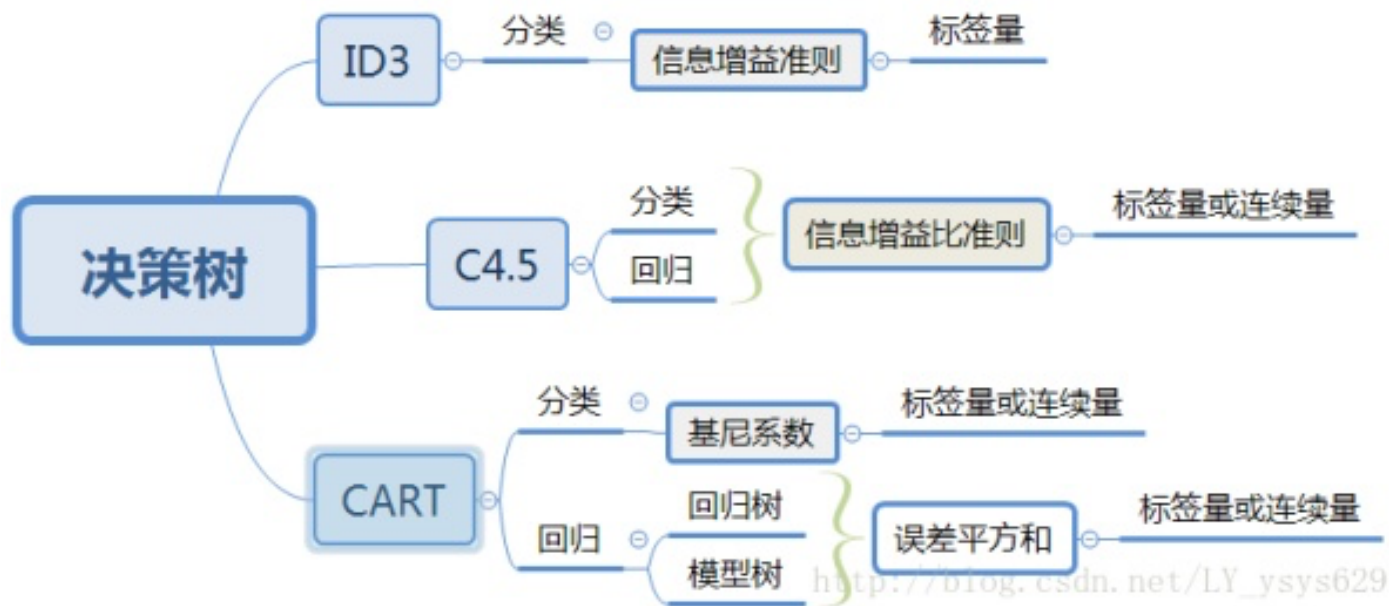 ID3
分类
信息增益准则
标签量
决策树
C4.5
分类
回归
信息增益比准则
标签量或连续量
CART
分类
基尼系数
标签量或连续量
回归
回归树
模型树
误差平方和
标签量或连续量
http://blog.csdn.net/LY_ysys629